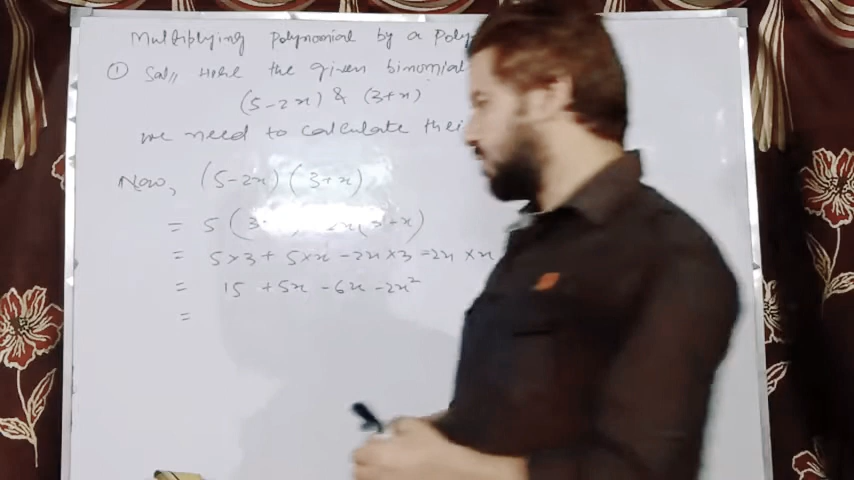 Multiplying Polynomial by a Poly
① Sol// Here the given binomial
(5-2x) & (3+x)
we need to calculate thei
Now, (5-2x)(3+x)
= 5(3 x(3+x)
= 5×3+ 5×x -2x×3 -2x ×x
= 15 +5x -6x -2x²
=